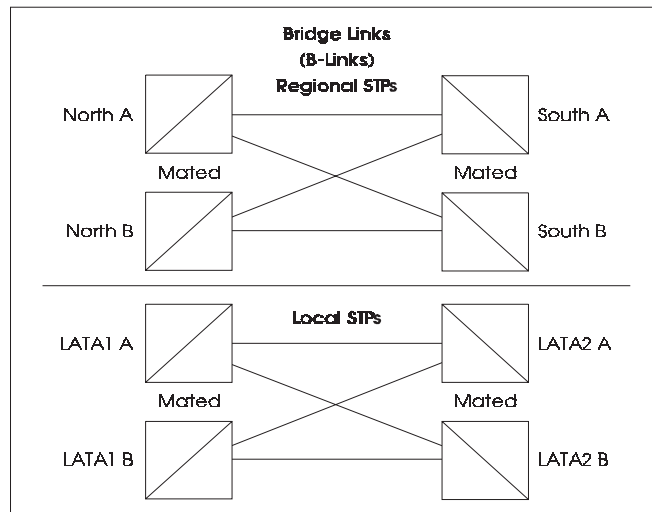 Bridge Links
(B-Links)
Regional STPs
North A
South A
Mated
Mated
North B
South B
Local STPs
LATA1 A
LATA2 A
Mated
Mated
LATA1 B
LATA2 B